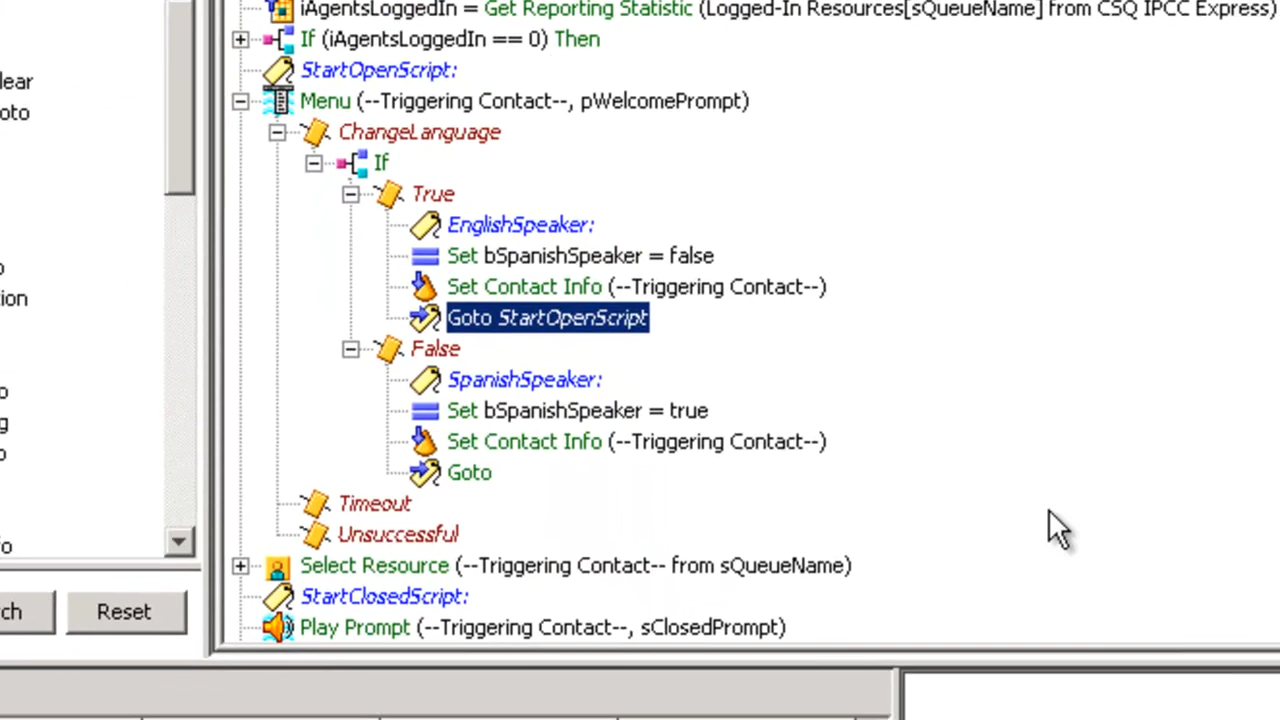 iAgentsLoggedIn = Get Reporting Statistic (Logged-In Resources[sQueueName] from CSQ IPCC Express)
If (iAgentsLoggedIn == 0) Then
StartOpenScript:
Menu (--Triggering Contact--, pWelcomePrompt)
ChangeLanguage
If
True
EnglishSpeaker:
Set bSpanishSpeaker = false
Set Contact Info (--Triggering Contact--)
Goto StartOpenScript
False
SpanishSpeaker:
Set bSpanishSpeaker = true
Set Contact Info (--Triggering Contact--)
Goto
Timeout
Unsuccessful
Select Resource (--Triggering Contact-- from sQueueName)
StartClosedScript:
Play Prompt (--Triggering Contact--, sClosedPrompt)
Reset